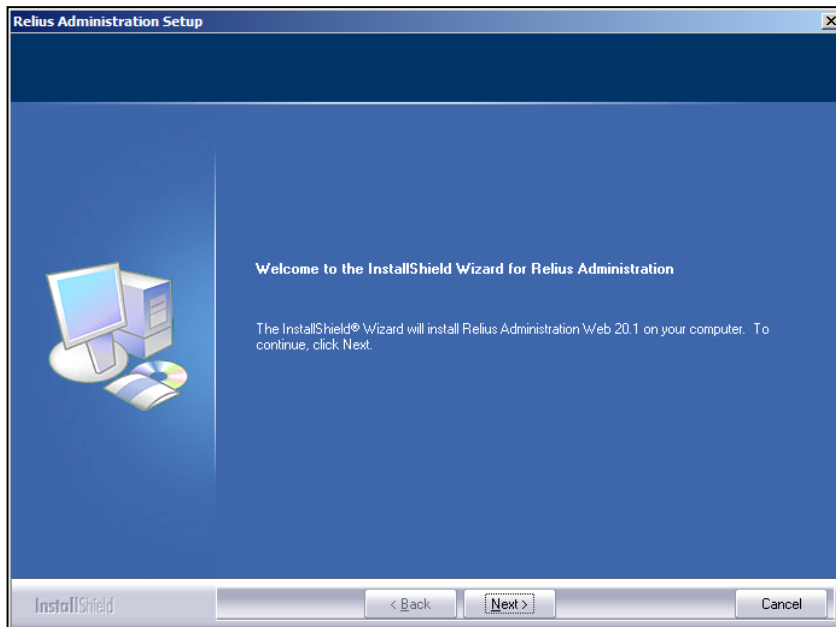 Relius Administration Setup
Welcome to the InstallShield Wizard for Relius Administration
The InstallShield® Wizard will install Relius Administration Web 20.1 on your computer. To
continue, click Next.
InstallShield
< Back
Next >
Cancel